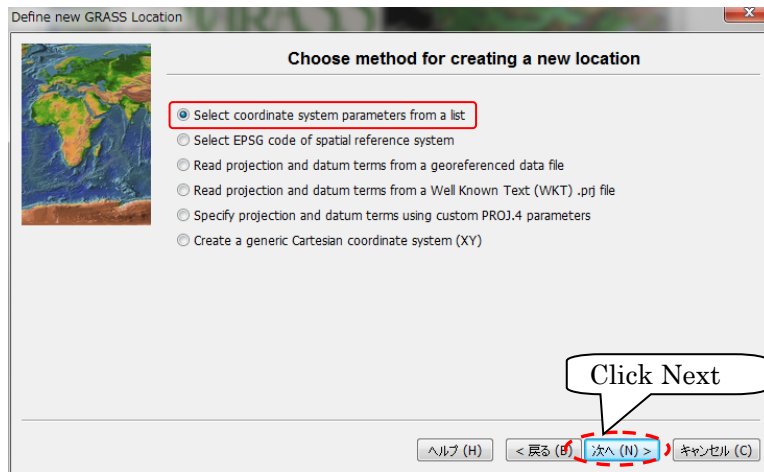 Define new GRASS Location
Choose method for creating a new location
Select coordinate system parameters from a list
Select EPSG code of spatial reference system
Read projection and datum terms from a georeferenced data file
Read projection and datum terms from a Well Known Text (WKT) .prj file
Specify projection and datum terms using custom PROJ.4 parameters
Create a generic Cartesian coordinate system (XY)
Click Next
ヘルプ (H) < 戻る (B) 次へ (N) > キャンセル (C)